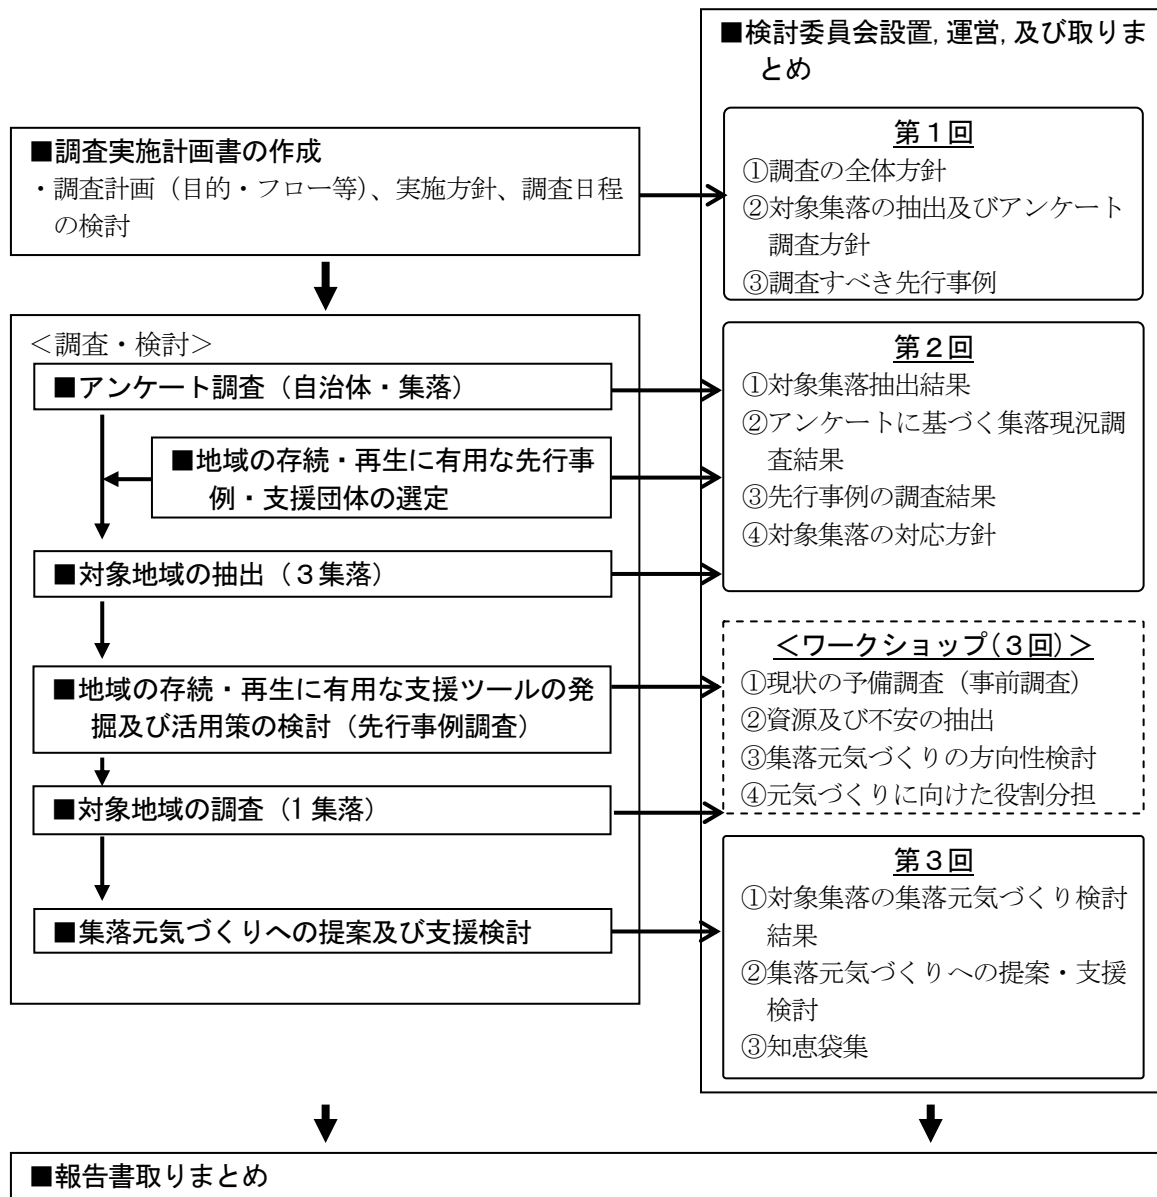 ■検討委員会設置, 運営, 及び取りま
とめ
■調査実施計画書の作成
・調査計画（目的・フロー等）、実施方針、調査日程
の検討
第１回
①調査の全体方針
②対象集落の抽出及びアンケート
調査方針
③調査すべき先行事例
＜調査・検討＞
■アンケート調査（自治体・集落）
■地域の存続・再生に有用な先行事
例・支援団体の選定
■対象地域の抽出（３集落）
第２回
①対象集落抽出結果
②アンケートに基づく集落現況調
査結果
③先行事例の調査結果
④対象集落の対応方針
■地域の存続・再生に有用な支援ツールの発
掘及び活用策の検討（先行事例調査）
■対象地域の調査（1 集落）
＜ワークショップ(３回)＞
①現状の予備調査（事前調査）
②資源及び不安の抽出
③集落元気づくりの方向性検討
④元気づくりに向けた役割分担
■集落元気づくりへの提案及び支援検討
第３回
①対象集落の集落元気づくり検討
結果
②集落元気づくりへの提案・支援
検討
③知恵袋集
■報告書取りまとめ